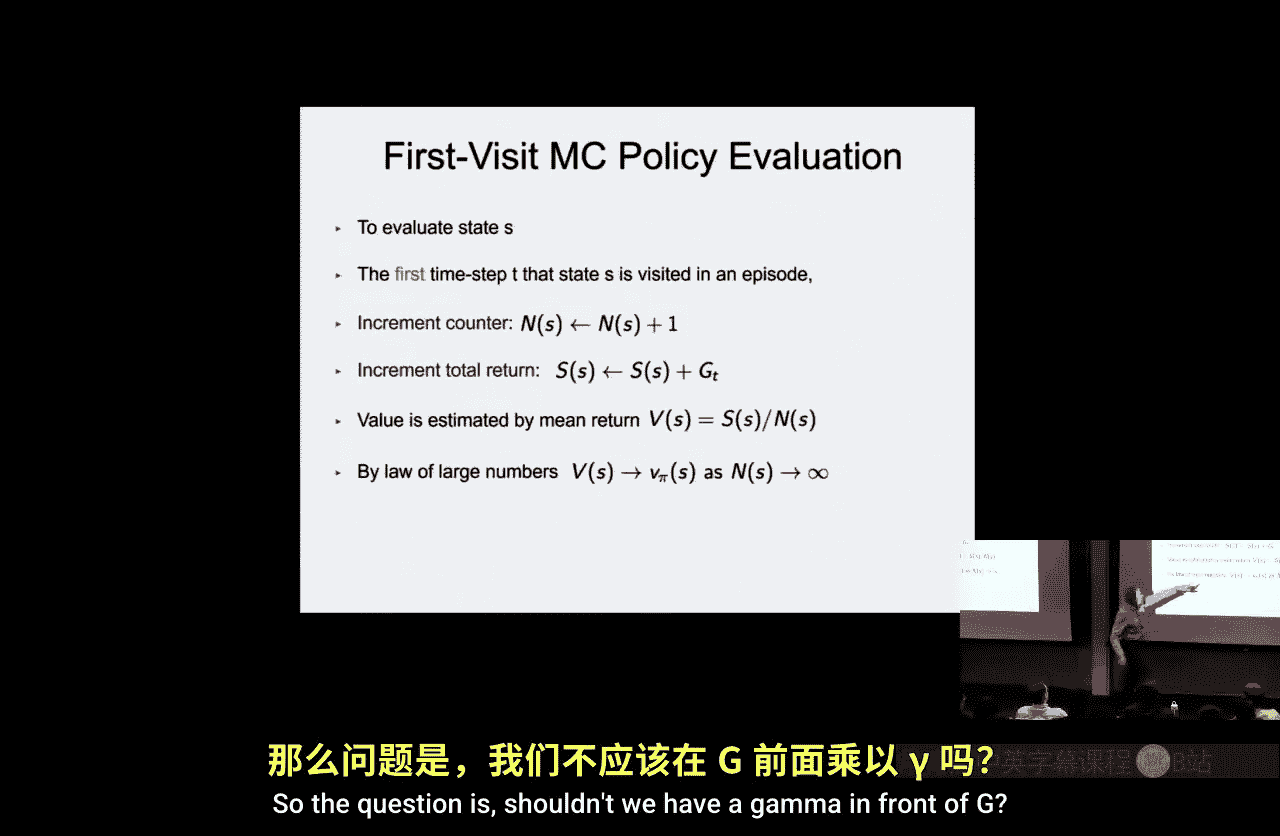 First-Visit MC Policy Evaluation
‣ To evaluate state s
‣ The first time-step t that state s is visited in an episode,
‣ Increment counter: N(s) ← N(s) + 1
‣ Increment total return: S(s) ← S(s) + Gₜ
‣ Value is estimated by mean return V(s) = S(s)/N(s)
‣ By law of large numbers V(s) → vπ(s) as N(s) → ∞
那么问题是，我们不应该在 G 前面乘以 γ 吗？
So the question is, shouldn't we have a gamma in front of G?